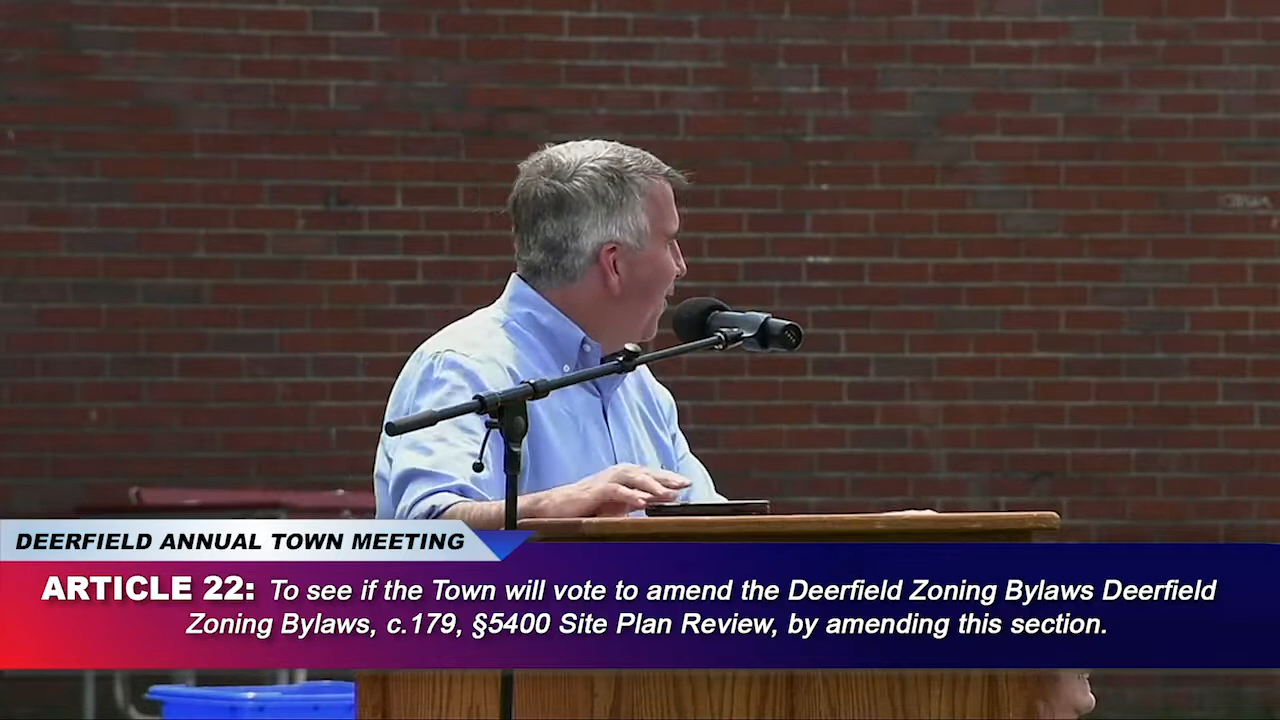 DEERFIELD ANNUAL TOWN MEETING
ARTICLE 22: To see if the Town will vote to amend the Deerfield Zoning Bylaws Deerfield
Zoning Bylaws, c.179, §5400 Site Plan Review, by amending this section.